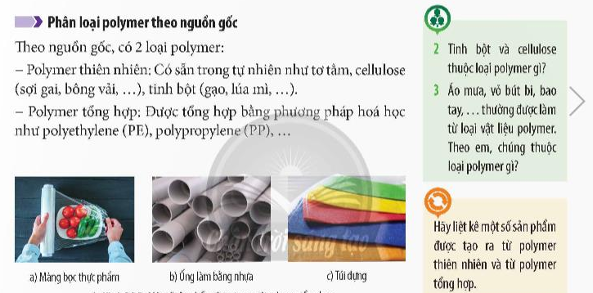 Phân loại polymer theo nguồn gốc
Theo nguồn gốc, có 2 loại polymer:
– Polymer thiên nhiên: Có sẵn trong tự nhiên như tơ tằm, cellulose
(sợi gai, bông vải, …), tinh bột (gạo, lúa mì, …).
– Polymer tổng hợp: Được tổng hợp bằng phương pháp hoá học
như polyethylene (PE), polypropylene (PP), …
a) Màng bọc thực phẩm
b) Ống làm bằng nhựa
c) Túi đựng
2 Tinh bột và cellulose
thuộc loại polymer gì?
3 Áo mưa, vỏ bút bi, bao
tay, … thường được làm
từ loại vật liệu polymer.
Theo em, chúng thuộc
loại polymer gì?
Hãy liệt kê một số sản phẩm
được tạo ra từ polymer
thiên nhiên và từ polymer
tổng hợp.